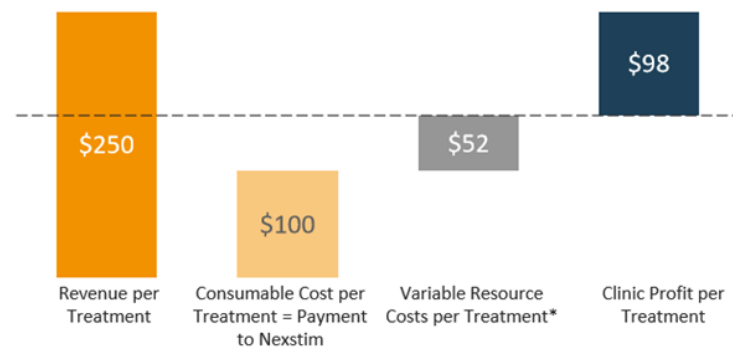 $250
$100
$52
$98
Revenue per
Treatment
Consumable Cost per
Treatment = Payment
to Nexstim
Variable Resource
Costs per Treatment*
Clinic Profit per
Treatment